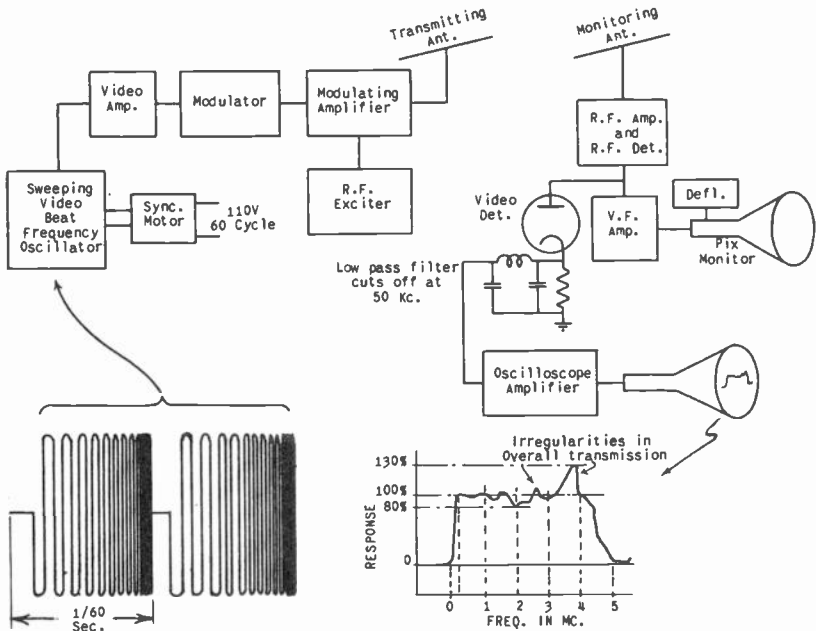 Transmitting
Ant.
Monitoring
Ant.
Video
Amp.
Modulator
Modulating
Amplifier
R.F. Amp.
and
R.F. Det.
R.F.
Exciter
Sweeping
Video
Beat
Frequency
Oscillator
Sync.
Motor
110V
60 Cycle
Video
Det.
V.F.
Amp.
Defl.
Pix
Monitor
Low pass filter
cuts off at
50 Kc.
Oscilloscope
Amplifier
1/60
Sec.
Irregularities in
Overall transmission
130%
100%
80%
0
RESPONSE
0 1 2 3 4 5
FREQ. IN MC.